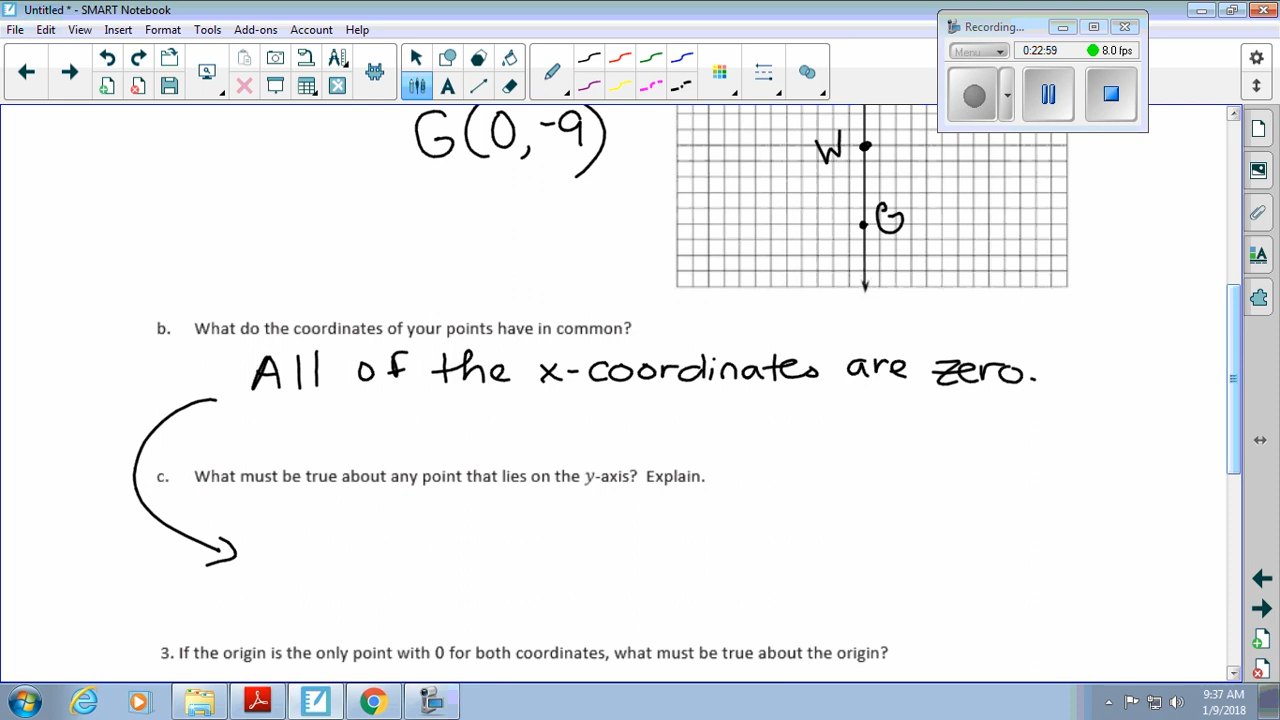 Untitled * - SMART Notebook
File Edit View Insert Format Tools Add-ons Account Help
Recording...
Menu 0:22:59 8.0 fps
G(0, -9)
W
G
b. What do the coordinates of your points have in common?
All of the x-coordinates are zero.
c. What must be true about any point that lies on the y-axis? Explain.
3. If the origin is the only point with 0 for both coordinates, what must be true about the origin?
9:37 AM
1/9/2018